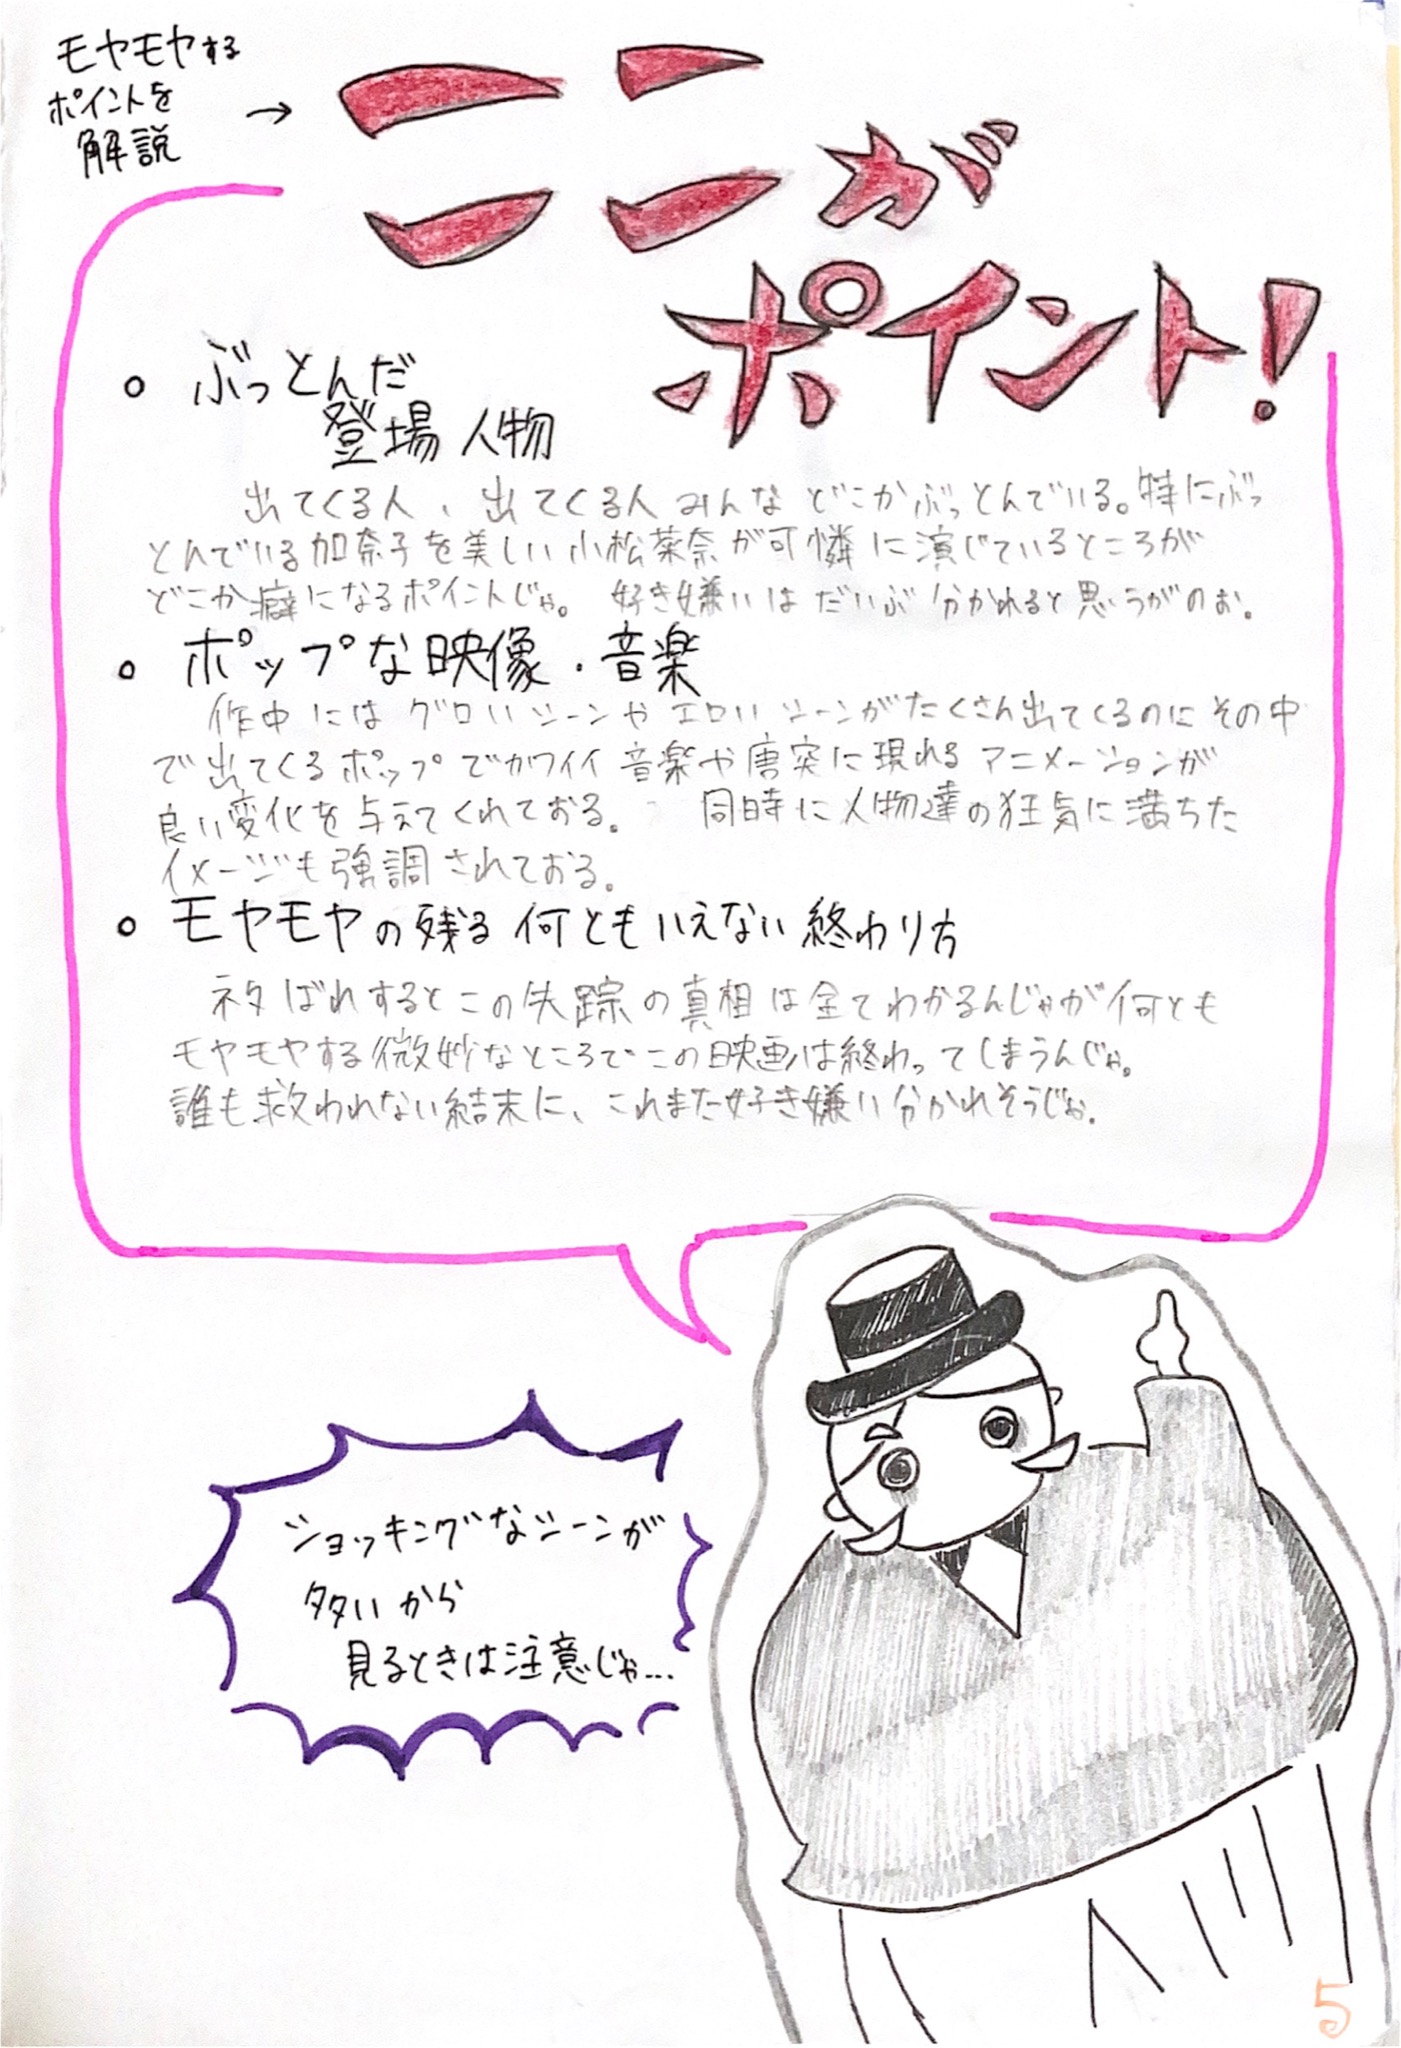 モヤモヤする
ポイントを
解説
→
ここが
ポイント!
• ぶっとんだ
登場人物
出てくる人、出てくる人みんなどこかぶっとんでいる。特にぶっ
とんでいる加奈子を美しい小松菜奈が可憐に演じているところが
どこか癖になるポイントじゃ。好き嫌いはだいぶ分かれると思うがのぉ。
• ポップな映像・音楽
作中にはグロいシーンやエロいシーンがたくさん出てくるのにその中
で出てくるポップでカワイイ音楽や唐突に現れるアニメーションが
良い変化を与えてくれておる。同時に人物達の狂気に満ちた
イメージも強調されておる。
• モヤモヤの残る何ともいえない終わり方
ネタばれするとこの失踪の真相は全てわかるんじゃが何とも
モヤモヤする微妙なところでこの映画は終わってしまうんじゃ。
誰も救われない結末に、これまた好き嫌い分かれそうじゃ。
ショッキングなシーンが
多いから
見るときは注意じゃ…
5